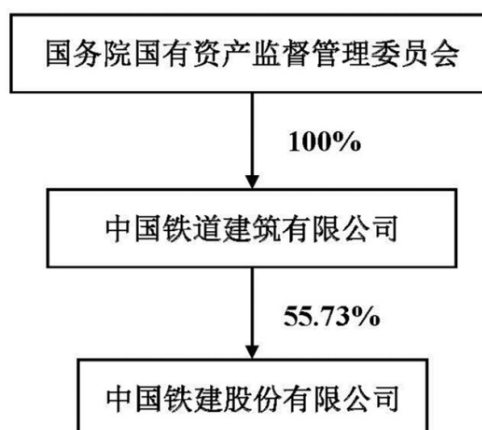 国务院国有资产监督管理委员会
100%
中国铁道建筑有限公司
55.73%
中国铁建股份有限公司